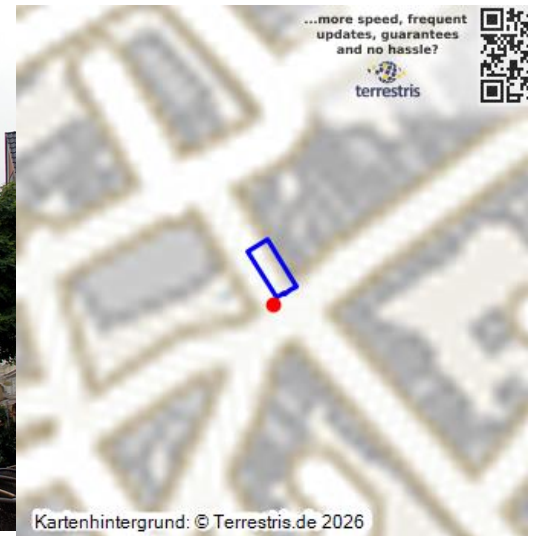 ...more speed, frequent
updates, guarantees
and no hassle?
terrestris
Kartenhintergrund: © Terrestris.de 2026